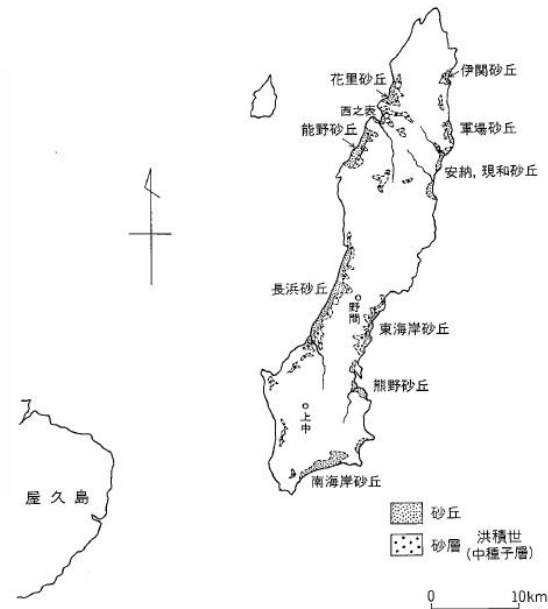 伊関砂丘
花里砂丘
西之表
能野砂丘
軍場砂丘
安納，現和砂丘
長浜砂丘
野間
東海岸砂丘
熊野砂丘
上中
南海岸砂丘
屋久島
砂丘
砂層 洪積世
(中種子層)
0 10km